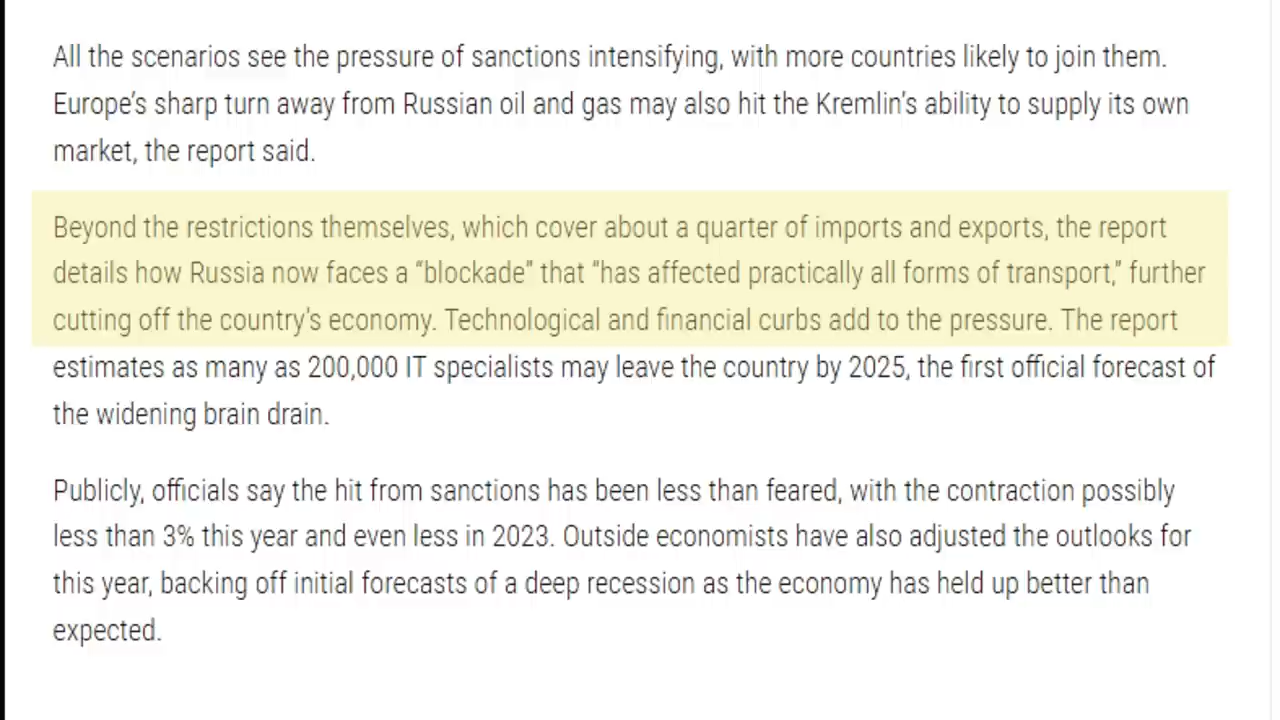 All the scenarios see the pressure of sanctions intensifying, with more countries likely to join them.
Europe's sharp turn away from Russian oil and gas may also hit the Kremlin's ability to supply its own
market, the report said.
Beyond the restrictions themselves, which cover about a quarter of imports and exports, the report
details how Russia now faces a “blockade” that “has affected practically all forms of transport,” further
cutting off the country's economy. Technological and financial curbs add to the pressure. The report
estimates as many as 200,000 IT specialists may leave the country by 2025, the first official forecast of
the widening brain drain.
Publicly, officials say the hit from sanctions has been less than feared, with the contraction possibly
less than 3% this year and even less in 2023. Outside economists have also adjusted the outlooks for
this year, backing off initial forecasts of a deep recession as the economy has held up better than
expected.